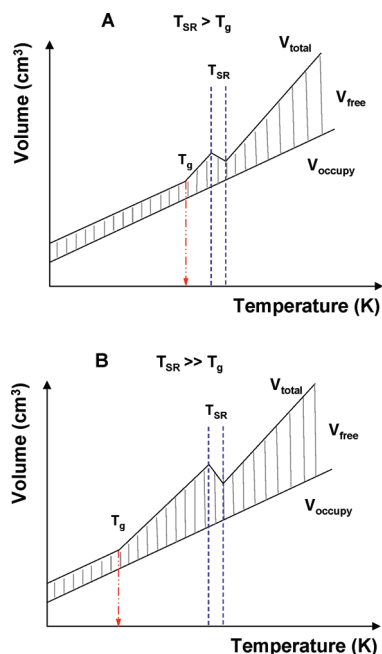 A T_SR > T_g
V_total
T_SR
V_free
T_g
V_occupy
Volume (cm³)
Temperature (K)
B T_SR >> T_g
V_total
T_SR
V_free
T_g
V_occupy
Volume (cm³)
Temperature (K)